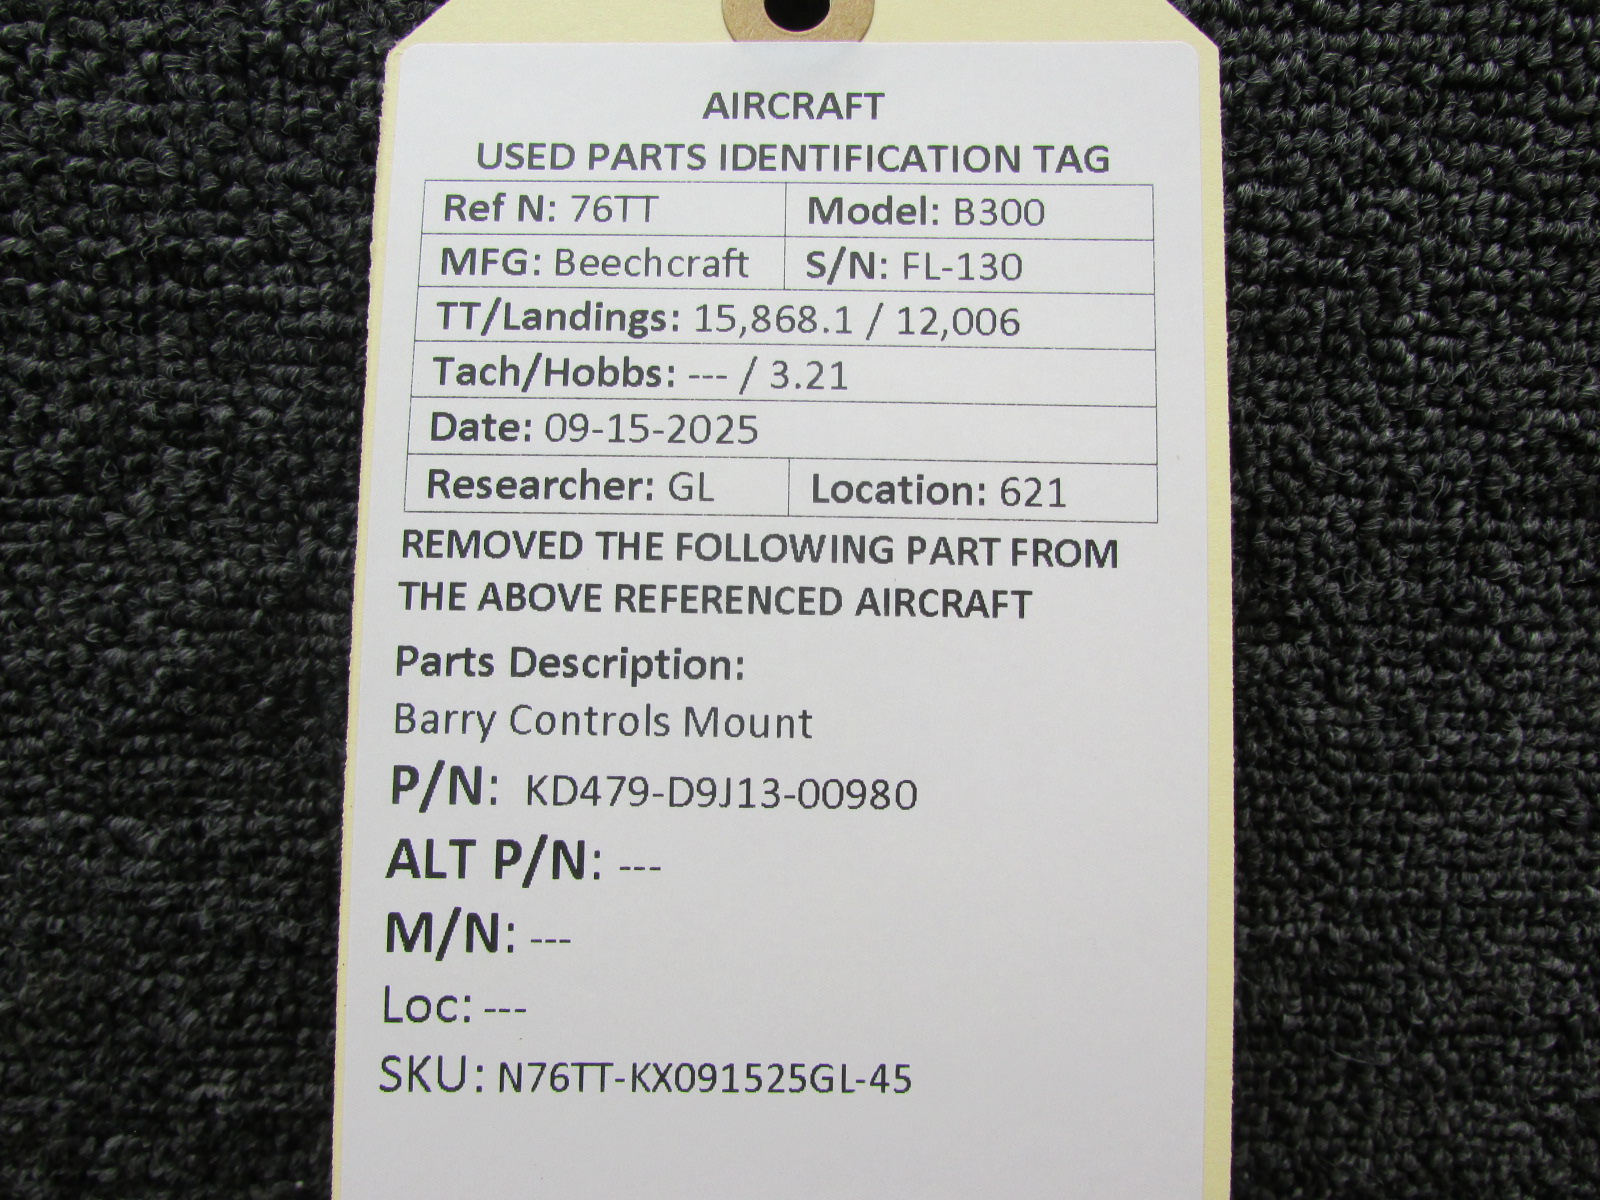 AIRCRAFT
USED PARTS IDENTIFICATION TAG
Ref N: 76TT Model: B300
MFG: Beechcraft S/N: FL-130
TT/Landings: 15,868.1 / 12,006
Tach/Hobbs: --- / 3.21
Date: 09-15-2025
Researcher: GL Location: 621
REMOVED THE FOLLOWING PART FROM
THE ABOVE REFERENCED AIRCRAFT
Parts Description:
Barry Controls Mount
P/N: KD479-D9J13-00980
ALT P/N: ---
M/N: ---
Loc: ---
SKU: N76TT-KX091525GL-45